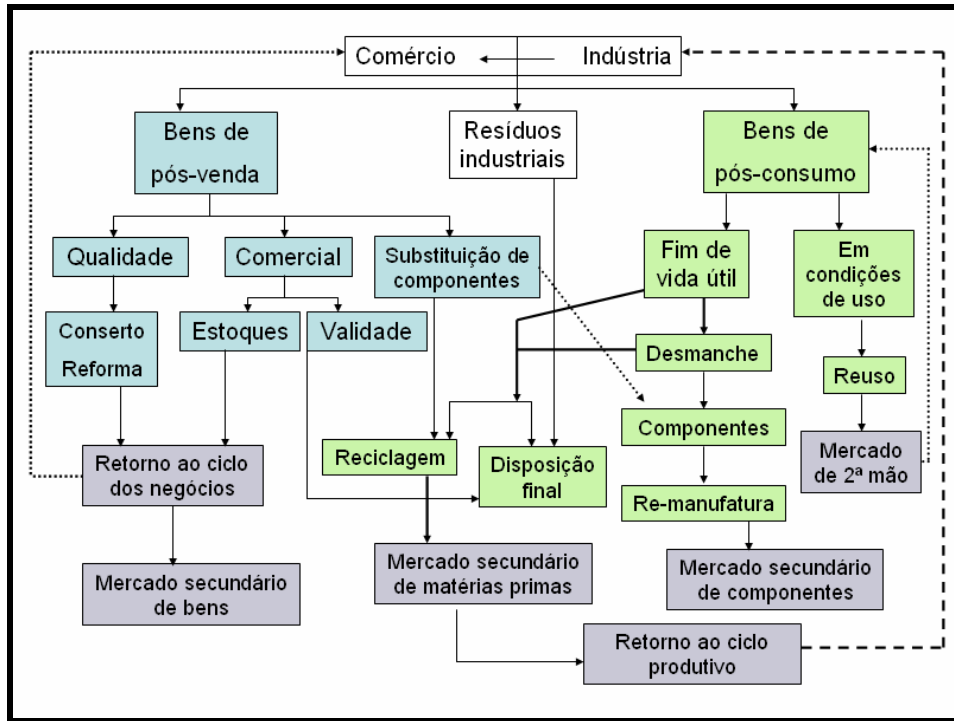 Comércio
Indústria
Bens de
pós-venda
Resíduos
industriais
Bens de
pós-consumo
Qualidade
Comercial
Substituição de
componentes
Fim de
vida útil
Em
condições
de uso
Conserto
Reforma
Estoques
Validade
Desmanche
Reuso
Componentes
Reciclagem
Disposição
final
Mercado
de 2ª mão
Retorno ao ciclo
dos negócios
Re-manufatura
Mercado secundário
de bens
Mercado secundário
de matérias primas
Mercado secundário
de componentes
Retorno ao ciclo
produtivo